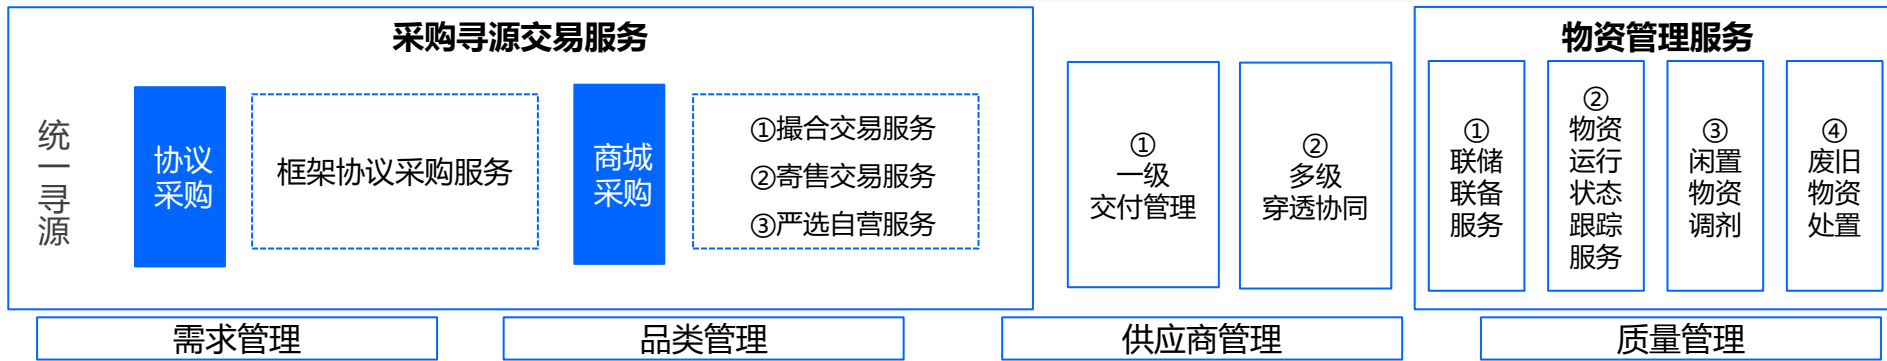 采购寻源交易服务
统一寻源
协议
采购
框架协议采购服务
商城
采购
①撮合交易服务
②寄售交易服务
③严选自营服务
①
一级
交付管理
②
多级
穿透协同
物资管理服务
①
联储
联备
服务
②
物资
运行
状态
跟踪
服务
③
闲置
物资
调剂
④
废旧
物资
处置
需求管理
品类管理
供应商管理
质量管理